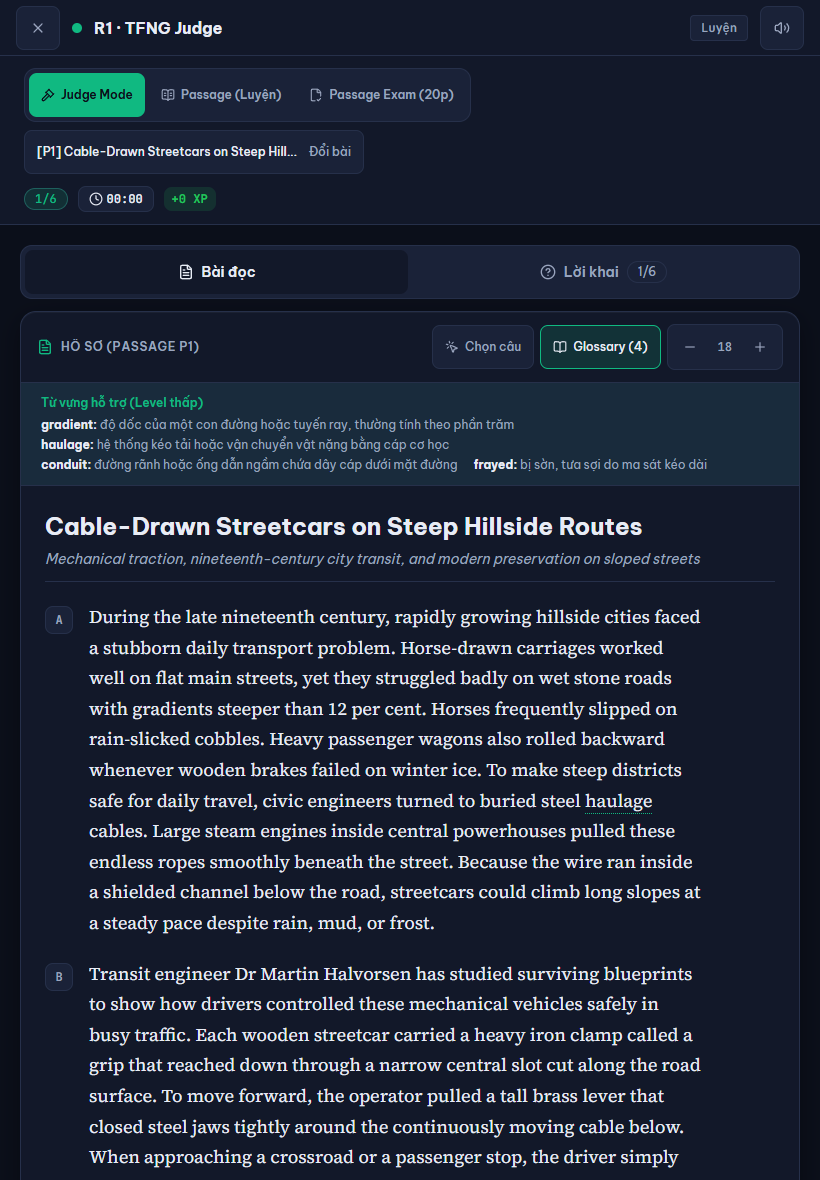 R1 · TFNG Judge
Luyện
Judge Mode
Passage (Luyện)
Passage Exam (20p)
[P1] Cable-Drawn Streetcars on Steep Hill...
Đổi bài
1/6
00:00
+0 XP
Bài đọc
Lời khai 1/6
HỒ SƠ (PASSAGE P1)
Chọn câu
Glossary (4)
− 18 +
Từ vựng hỗ trợ (Level thấp)
gradient: độ dốc của một con đường hoặc tuyến ray, thường tính theo phần trăm
haulage: hệ thống kéo tải hoặc vận chuyển vật nặng bằng cáp cơ học
conduit: đường rãnh hoặc ống dẫn ngầm chứa dây cáp dưới mặt đường frayed: bị sờn, tưa sợi do ma sát kéo dài
Cable-Drawn Streetcars on Steep Hillside Routes
Mechanical traction, nineteenth-century city transit, and modern preservation on sloped streets
A
During the late nineteenth century, rapidly growing hillside cities faced
a stubborn daily transport problem. Horse-drawn carriages worked
well on flat main streets, yet they struggled badly on wet stone roads
with gradients steeper than 12 per cent. Horses frequently slipped on
rain-slicked cobbles. Heavy passenger wagons also rolled backward
whenever wooden brakes failed on winter ice. To make steep districts
safe for daily travel, civic engineers turned to buried steel haulage
cables. Large steam engines inside central powerhouses pulled these
endless ropes smoothly beneath the street. Because the wire ran inside
a shielded channel below the road, streetcars could climb long slopes at
a steady pace despite rain, mud, or frost.
B
Transit engineer Dr Martin Halvorsen has studied surviving blueprints
to show how drivers controlled these mechanical vehicles safely in
busy traffic. Each wooden streetcar carried a heavy iron clamp called a
grip that reached down through a narrow central slot cut along the road
surface. To move forward, the operator pulled a tall brass lever that
closed steel jaws tightly around the continuously moving cable below.
When approaching a crossroad or a passenger stop, the driver simply